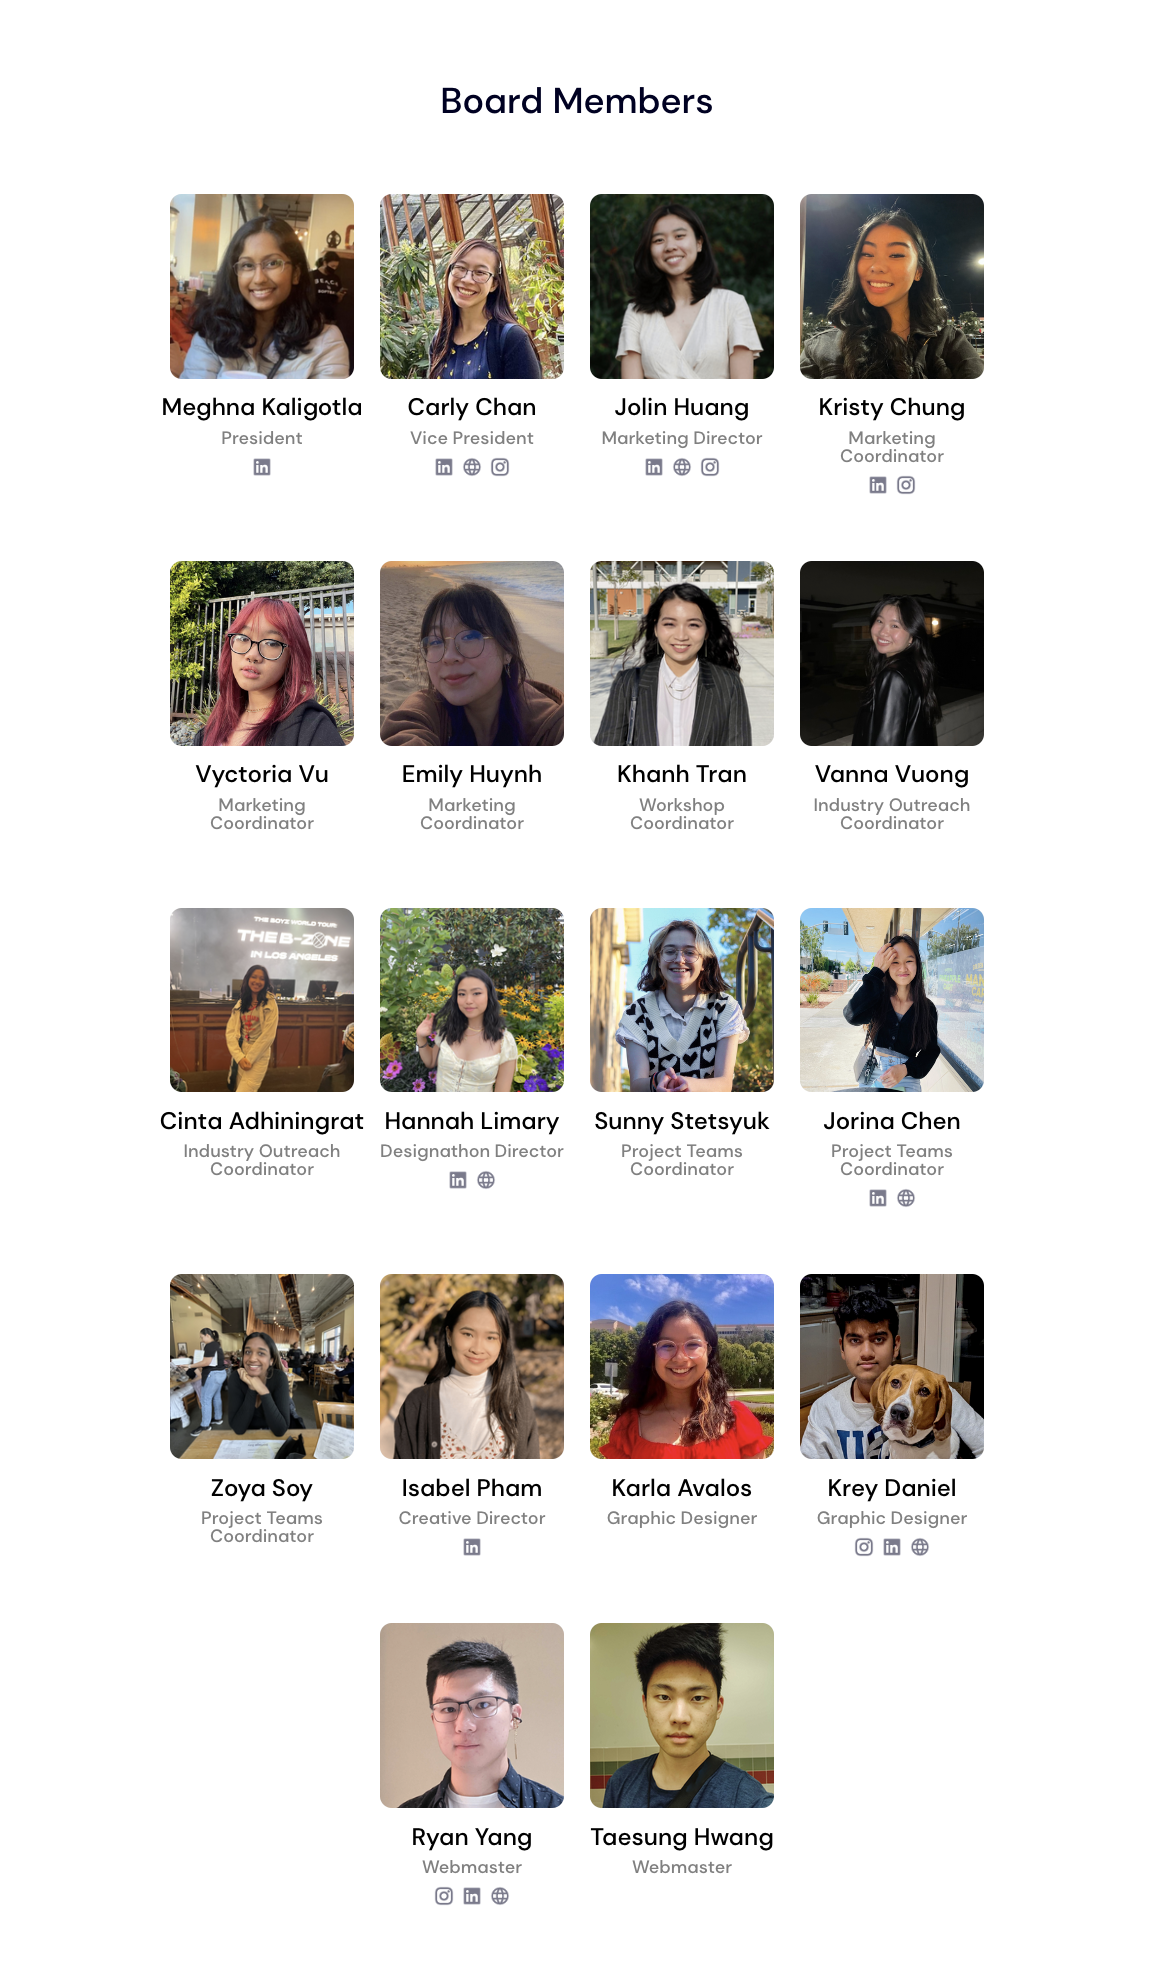 Board Members
Meghna Kaligotla
President
Carly Chan
Vice President
Jolin Huang
Marketing Director
Kristy Chung
Marketing
Coordinator
Vyctoria Vu
Marketing
Coordinator
Emily Huynh
Marketing
Coordinator
Khanh Tran
Workshop
Coordinator
Vanna Vuong
Industry Outreach
Coordinator
THE BOYZ WORLD TOUR:
THE B-ZONE
IN LOS ANGELES
Cinta Adhiningrat
Industry Outreach
Coordinator
Hannah Limary
Designathon Director
Sunny Stetsyuk
Project Teams
Coordinator
Jorina Chen
Project Teams
Coordinator
Zoya Soy
Project Teams
Coordinator
Isabel Pham
Creative Director
Karla Avalos
Graphic Designer
Krey Daniel
Graphic Designer
Ryan Yang
Webmaster
Taesung Hwang
Webmaster